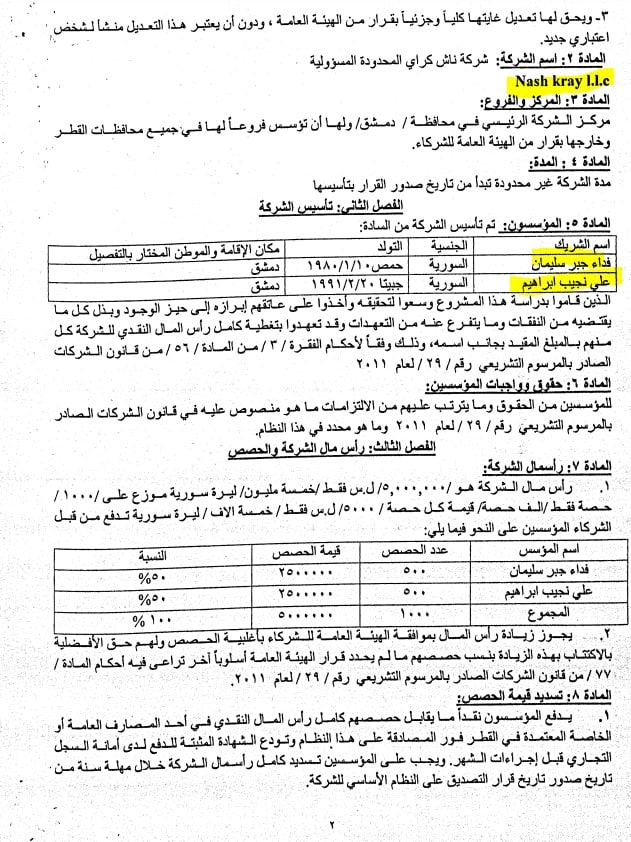 ٣- ويحق لها تعديل غايتها كلياً وجزئياً بقرار من الهيئة العامة ، ودون أن يعتبر هذا التعديل منشأ لشخص
اعتباري جديد.
المادة ٢: اسم الشركة: شركة ناش كراي المحدودة المسؤولية
Nash kray l.l.c
المادة ٣: المركز والفروع:
مركز الشركة الرئيسي في محافظة / دمشق/ ولها أن تؤسس فروعاً لها في جميع محافظات القطر
وخارجها بقرار من الهيئة العامة للشركاء.
المادة ٤ : المدة:
مدة الشركة غير محدودة تبدأ من تاريخ صدور القرار بتأسيسها
الفصل الثاني: تأسيس الشركة
المادة ٥: المؤسسون: تم تأسيس الشركة من السادة:
اسم الشريك الجنسية التولد مكان الإقامة والموطن المختار بالتفصيل
فداء جبر سليمان السورية حمص ١٩٨٠/١/١٠ دمشق
علي نجيب ابراهيم السورية جبيتا ١٩٩١/٢/٢٠ دمشق
الذين قاموا بدراسة هذا المشروع وسعوا لتحقيقه وأخذوا على عاتقهم إبرازه إلى حيز الوجود وبذل كل ما
يقتضيه من النفقات وما يتفرع عنه من التعهدات وقد تعهدوا بتغطية كامل رأس المال النقدي للشركة كل
منهم بالمبلغ المقيد بجانب اسمه، وذلك وفقاً لأحكام الفقرة / ٣ / من المادة / ٥٦ / من قانون الشركات
الصادر بالمرسوم التشريعي رقم / ٢٩ / لعام ٢٠١١
المادة ٦: حقوق وواجبات المؤسسين:
للمؤسسين من الحقوق وما يترتب عليهم من الالتزامات ما هو منصوص عليه في قانون الشركات الصادر
بالمرسوم التشريعي رقم / ٢٩ / لعام ٢٠١١ وما هو محدد في هذا النظام.
الفصل الثالث: رأس مال الشركة والحصص
المادة ٧: رأسمال الشركة:
١. رأس مال الشركة هو /٥,٠٠٠,٠٠٠/ ل.س فقط /خمسة مليون/ ليرة سورية موزع على /١٠٠٠/
حصة فقط/ الف حصة/ قيمة كل حصة / ٥٠٠٠/ ل.س فقط / خمسة الاف / ليرة سورية تدفع من قبل
الشركاء المؤسسين على النحو فيما يلي:
اسم المؤسس عدد الحصص قيمة الحصص النسبة
فداء جبر سليمان ٥٠٠ ٢٥٠٠٠٠٠ ٥٠%
علي نجيب ابراهيم ٥٠٠ ٢٥٠٠٠٠٠ ٥٠%
المجموع ١٠٠٠ ٥٠٠٠٠٠٠ ١٠٠ %
٢. يجوز زيادة رأس المال بموافقة الهيئة العامة للشركاء بأغلبية الحصص ولهم حق الأفضلية
بالاكتتاب بهذه الزيادة بنسب حصصهم ما لم يحدد قرار الهيئة العامة أسلوباً آخر تراعى فيه أحكام المادة /
٧٧ / من قانون الشركات الصادر بالمرسوم التشريعي رقم / ٢٩ / لعام ٢٠١١.
المادة ٨: تسديد قيمة الحصص:
١. يدفع المؤسسون نقداً ما يقابل حصصهم كامل رأس المال النقدي في أحد المصارف العامة أو
الخاصة المعتمدة في القطر فور المصادقة على هذا النظام وتودع الشهادة المثبتة للدفع لدى أمانة السجل
التجاري قبل إجراءات الشهر. ويجب على المؤسسين تسديد كامل رأسمال الشركة خلال مهلة سنة من
تاريخ صدور تاريخ قرار التصديق على النظام الأساسي للشركة.
٢